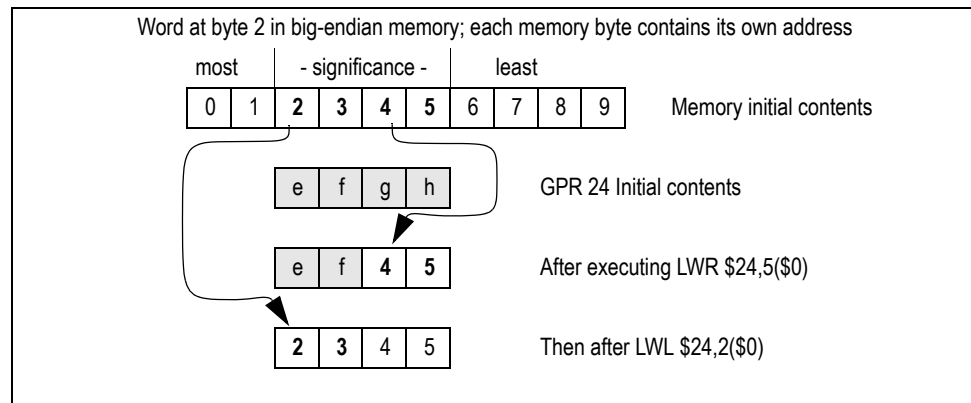 Word at byte 2 in big-endian memory; each memory byte contains its own address
most - significance - least
0 1 2 3 4 5 6 7 8 9 Memory initial contents
e f g h GPR 24 Initial contents
e f 4 5 After executing LWR $24,5($0)
2 3 4 5 Then after LWL $24,2($0)